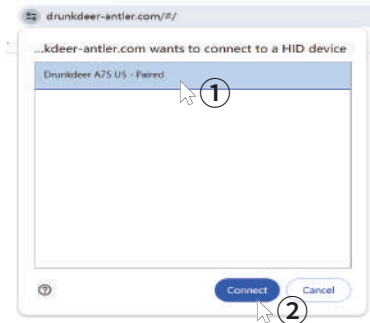 drunkdeer-antler.com/#/
...kdeer-antler.com wants to connect to a HID device
Drunkdeer A75 US - Paired
①
Connect
Cancel
②